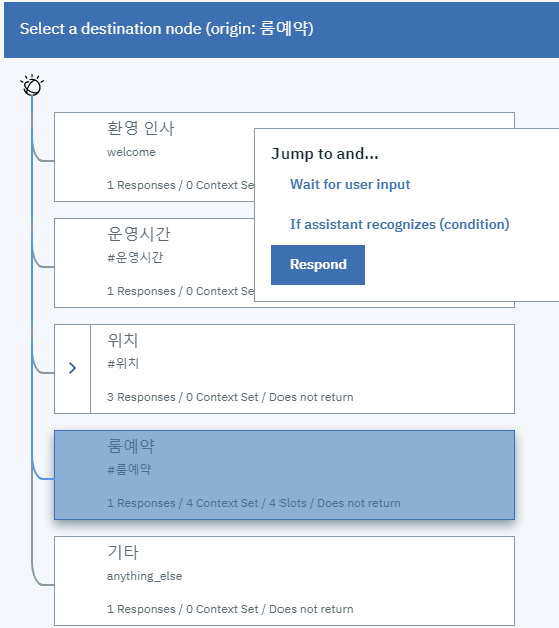 Select a destination node (origin: 룸예약)
환영 인사
welcome
1 Responses / 0 Context Se
Jump to and...
Wait for user input
If assistant recognizes (condition)
Respond
운영시간
#운영시간
1 Responses / 0 Context Se
위치
#위치
3 Responses / 0 Context Set / Does not return
룸예약
#룸예약
1 Responses / 4 Context Set / 4 Slots / Does not return
기타
anything_else
1 Responses / 0 Context Set / Does not return